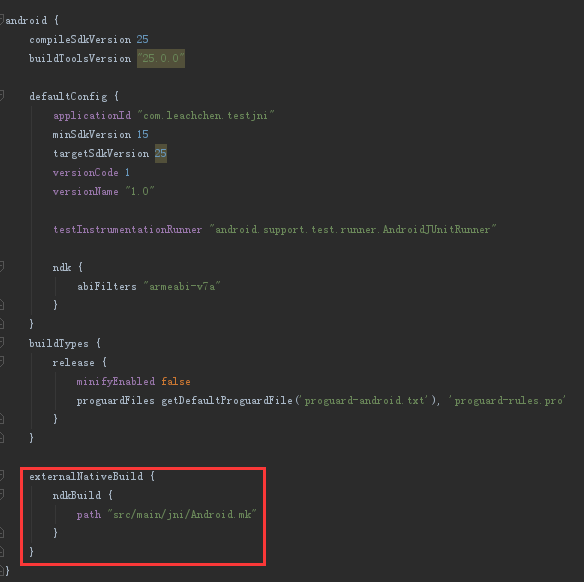 android {
compileSdkVersion 25
buildToolsVersion "25.0.0"
defaultConfig {
applicationId "com.leachchen.testjni"
minSdkVersion 15
targetSdkVersion 25
versionCode 1
versionName "1.0"
testInstrumentationRunner "android.support.test.runner.AndroidJUnitRunner"
ndk {
abiFilters "armeabi-v7a"
}
}
buildTypes {
release {
minifyEnabled false
proguardFiles getDefaultProguardFile('proguard-android.txt'), 'proguard-rules.pro'
}
}
externalNativeBuild {
ndkBuild {
path "src/main/jni/Android.mk"
}
}
}